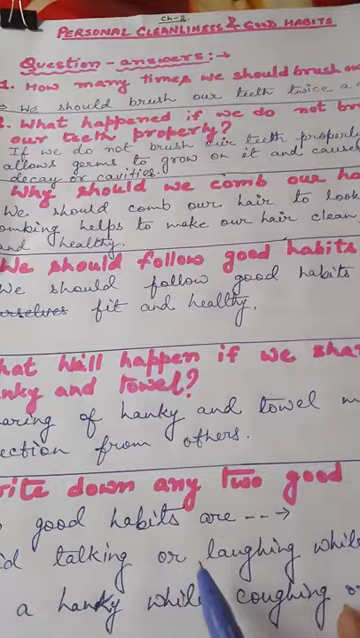 Ch-2.
PERSONAL CLEANLINESS & GOOD HABITS
Question - answers:→
1. How many times we should brush
We should brush our teeth twice a
2. What happened if we do not
our teeth properly?
If we do not brush our teeth properly
allows germs to grow on it and causes
decay or cavities.
Why should we comb our
We should comb our hair to look
combing helps to make our hair clean
and healthy.
We should follow good habits
We should follow good habits
ourselves fit and healthy.
What will happen if we
hanky and towel?
sharing of hanky and towel
from others.
Write down any two good
good habits are ---→
talking or laughing while
a hanky while coughing or